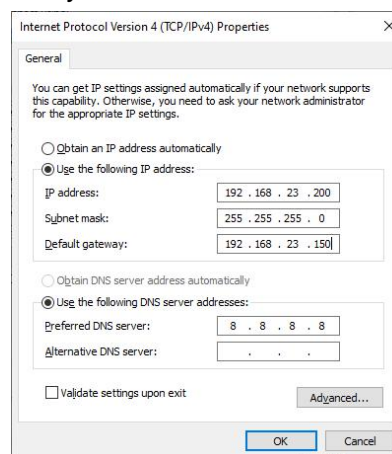 Internet Protocol Version 4 (TCP/IPv4) Properties
General
You can get IP settings assigned automatically if your network supports
this capability. Otherwise, you need to ask your network administrator
for the appropriate IP settings.
Obtain an IP address automatically
Use the following IP address:
IP address: 192 . 168 . 23 . 200
Subnet mask: 255 . 255 . 255 . 0
Default gateway: 192 . 168 . 23 . 150
Obtain DNS server address automatically
Use the following DNS server addresses:
Preferred DNS server: 8 . 8 . 8 . 8
Alternative DNS server: . . .
Validate settings upon exit
Advanced...
OK Cancel